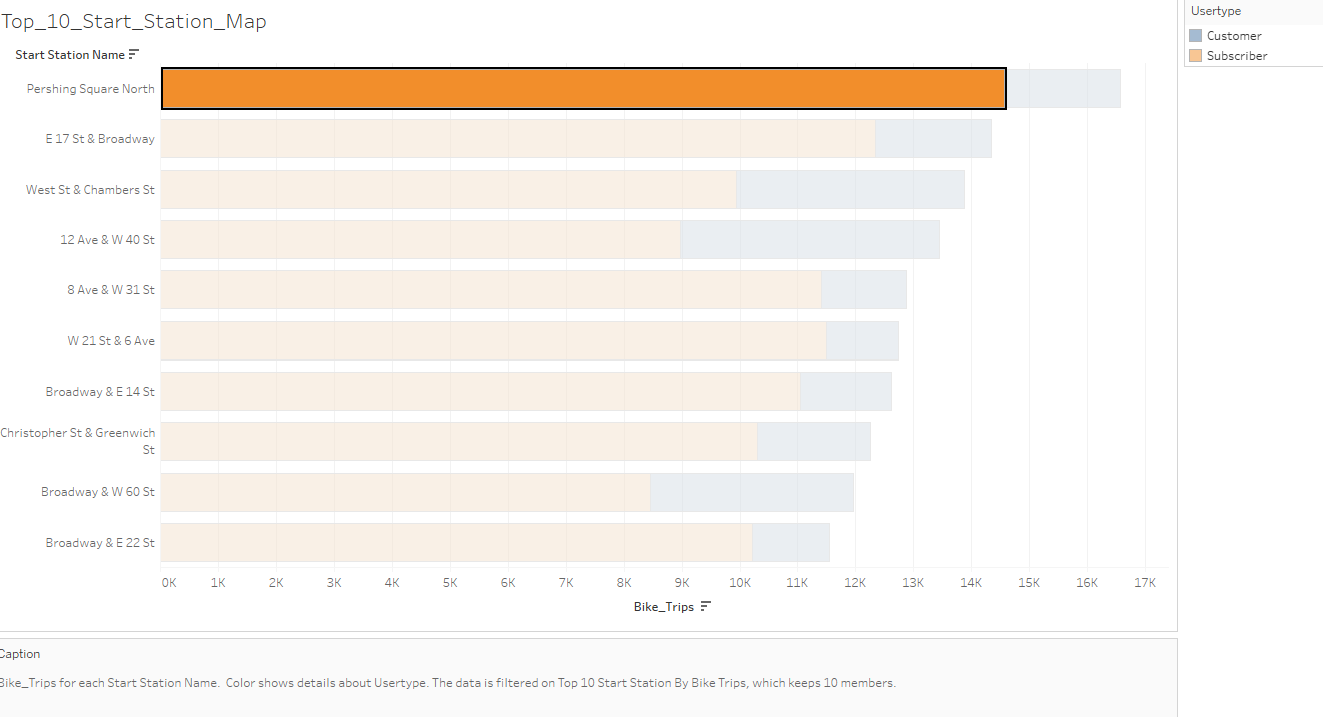 Top_10_Start_Station_Map
Usertype
Customer
Subscriber
Start Station Name
Pershing Square North
E 17 St & Broadway
West St & Chambers St
12 Ave & W 40 St
8 Ave & W 31 St
W 21 St & 6 Ave
Broadway & E 14 St
Christopher St & Greenwich
St
Broadway & W 60 St
Broadway & E 22 St
0K 1K 2K 3K 4K 5K 6K 7K 8K 9K 10K 11K 12K 13K 14K 15K 16K 17K
Bike_Trips
Caption
Bike_Trips for each Start Station Name. Color shows details about Usertype. The data is filtered on Top 10 Start Station By Bike Trips, which keeps 10 members.